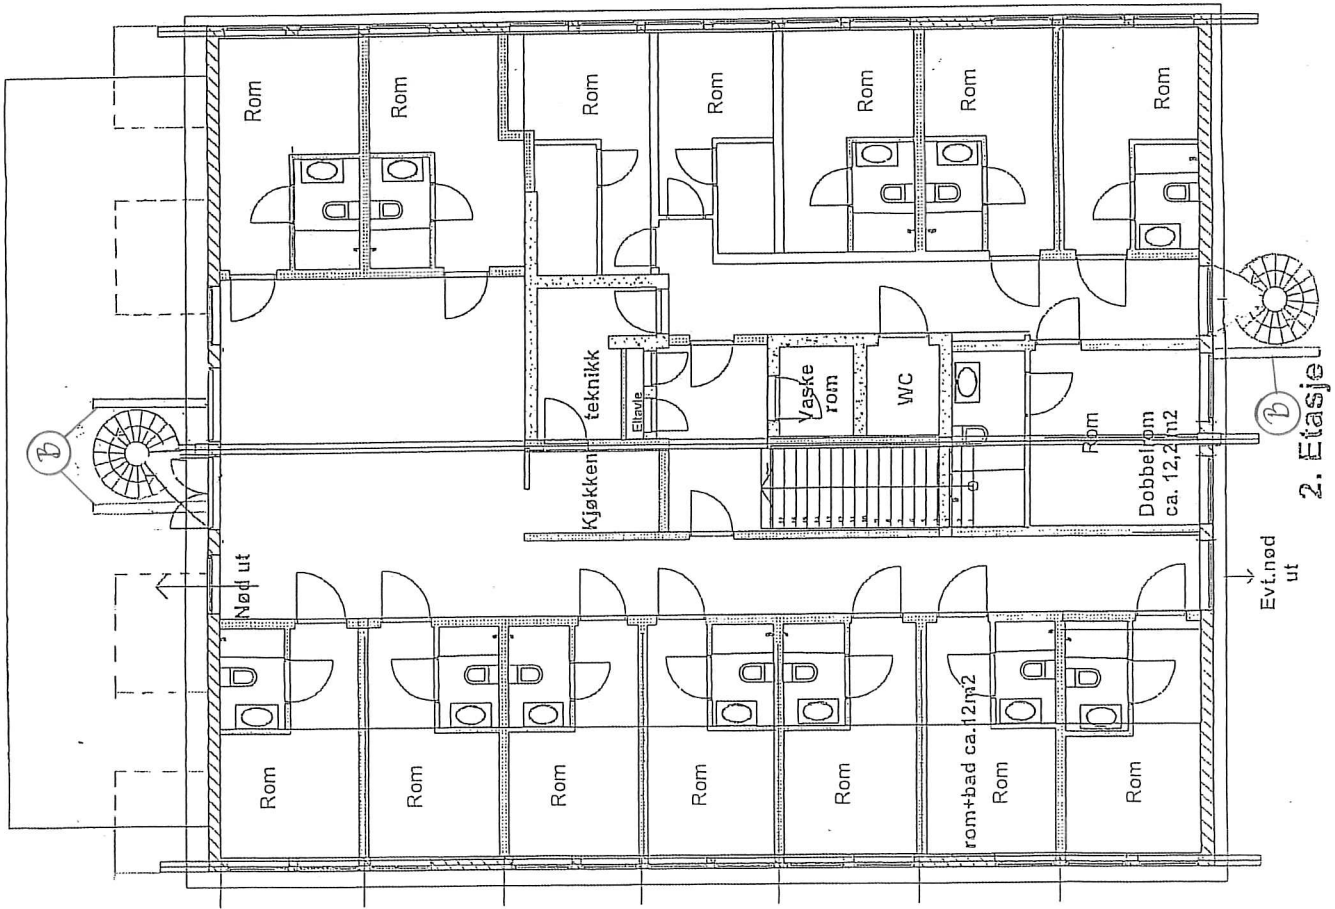 Rom
Rom
Rom
Rom
Rom
Rom
Rom
teknikk
Eltavle
Vaske
rom
WC
Kjøkken
Rom
Dobbelrom
ca. 12,2 m2
B
B
2. Etasje
Nød ut
Evt.nød
ut
rom+bad ca.12m2
Rom
Rom
Rom
Rom
Rom
Rom
Rom